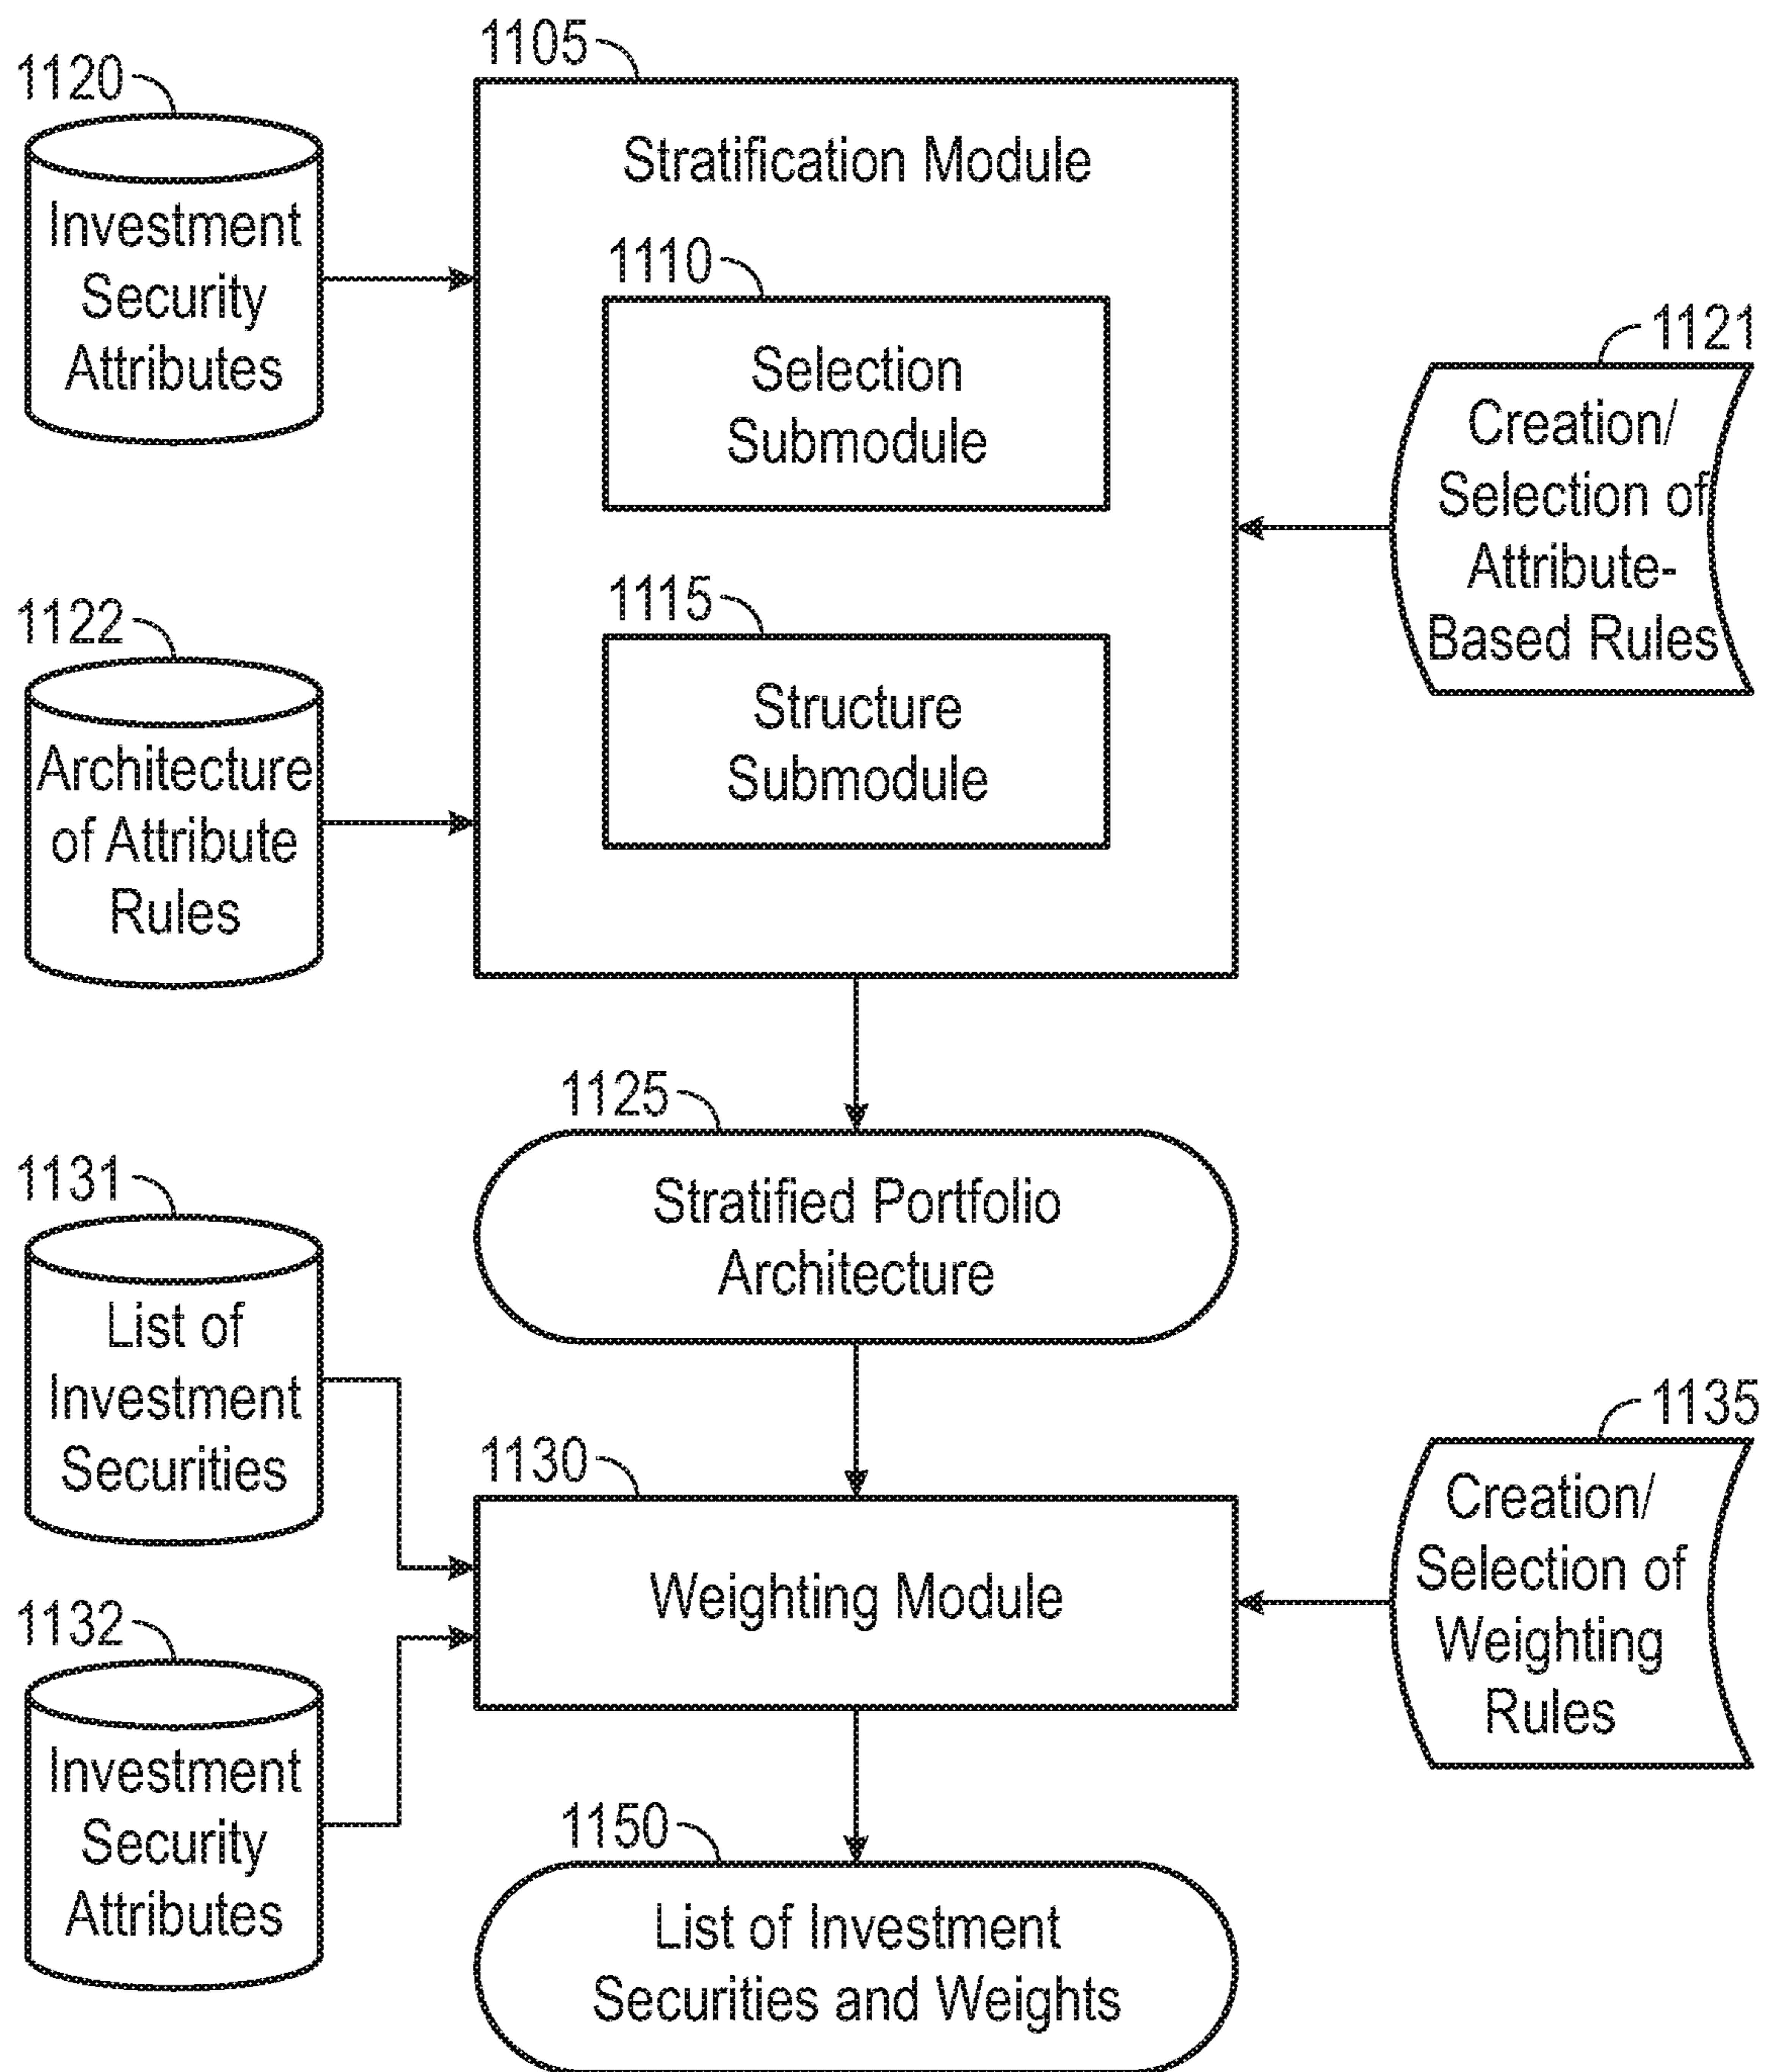 1105
1120
Stratification Module
Investment
Security
Attributes
1110
Selection
Submodule
1121
Creation/
Selection of
Attribute-
Based Rules
1122
Architecture
of Attribute
Rules
1115
Structure
Submodule
1125
Stratified Portfolio
Architecture
1131
List of
Investment
Securities
1130
Weighting Module
1135
Creation/
Selection of
Weighting
Rules
1132
Investment
Security
Attributes
1150
List of Investment
Securities and Weights